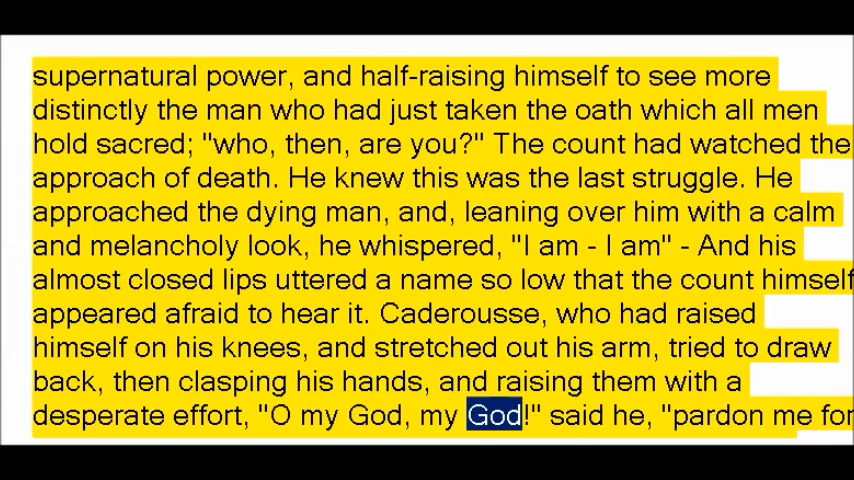 supernatural power, and half-raising himself to see more
distinctly the man who had just taken the oath which all men
hold sacred; "who, then, are you?" The count had watched the
approach of death. He knew this was the last struggle. He
approached the dying man, and, leaning over him with a calm
and melancholy look, he whispered, "I am - I am" - And his
almost closed lips uttered a name so low that the count himself
appeared afraid to hear it. Caderousse, who had raised
himself on his knees, and stretched out his arm, tried to draw
back, then clasping his hands, and raising them with a
desperate effort, "O my God, my God!" said he, "pardon me for